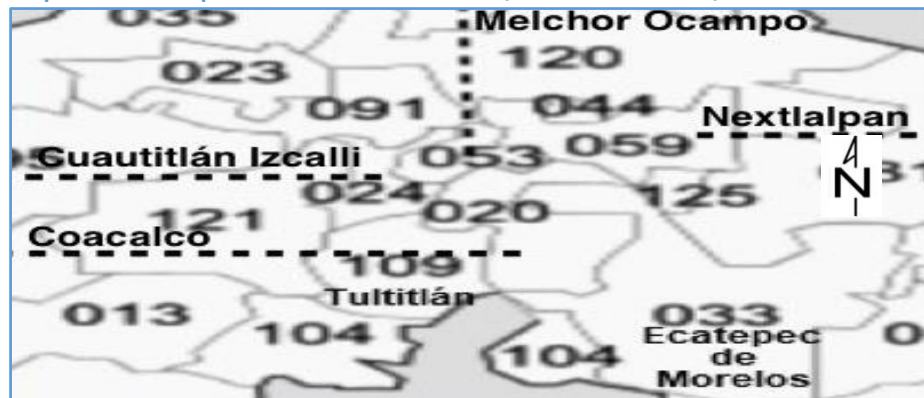 035
Melchor Ocampo
120
023
091
044
Nextlalpan
059
053
Cuautitlán Izcalli
024
125
N
020
121
Coacalco
109
Tultitlán
013
033
104
104
Ecatepec
de
Morelos